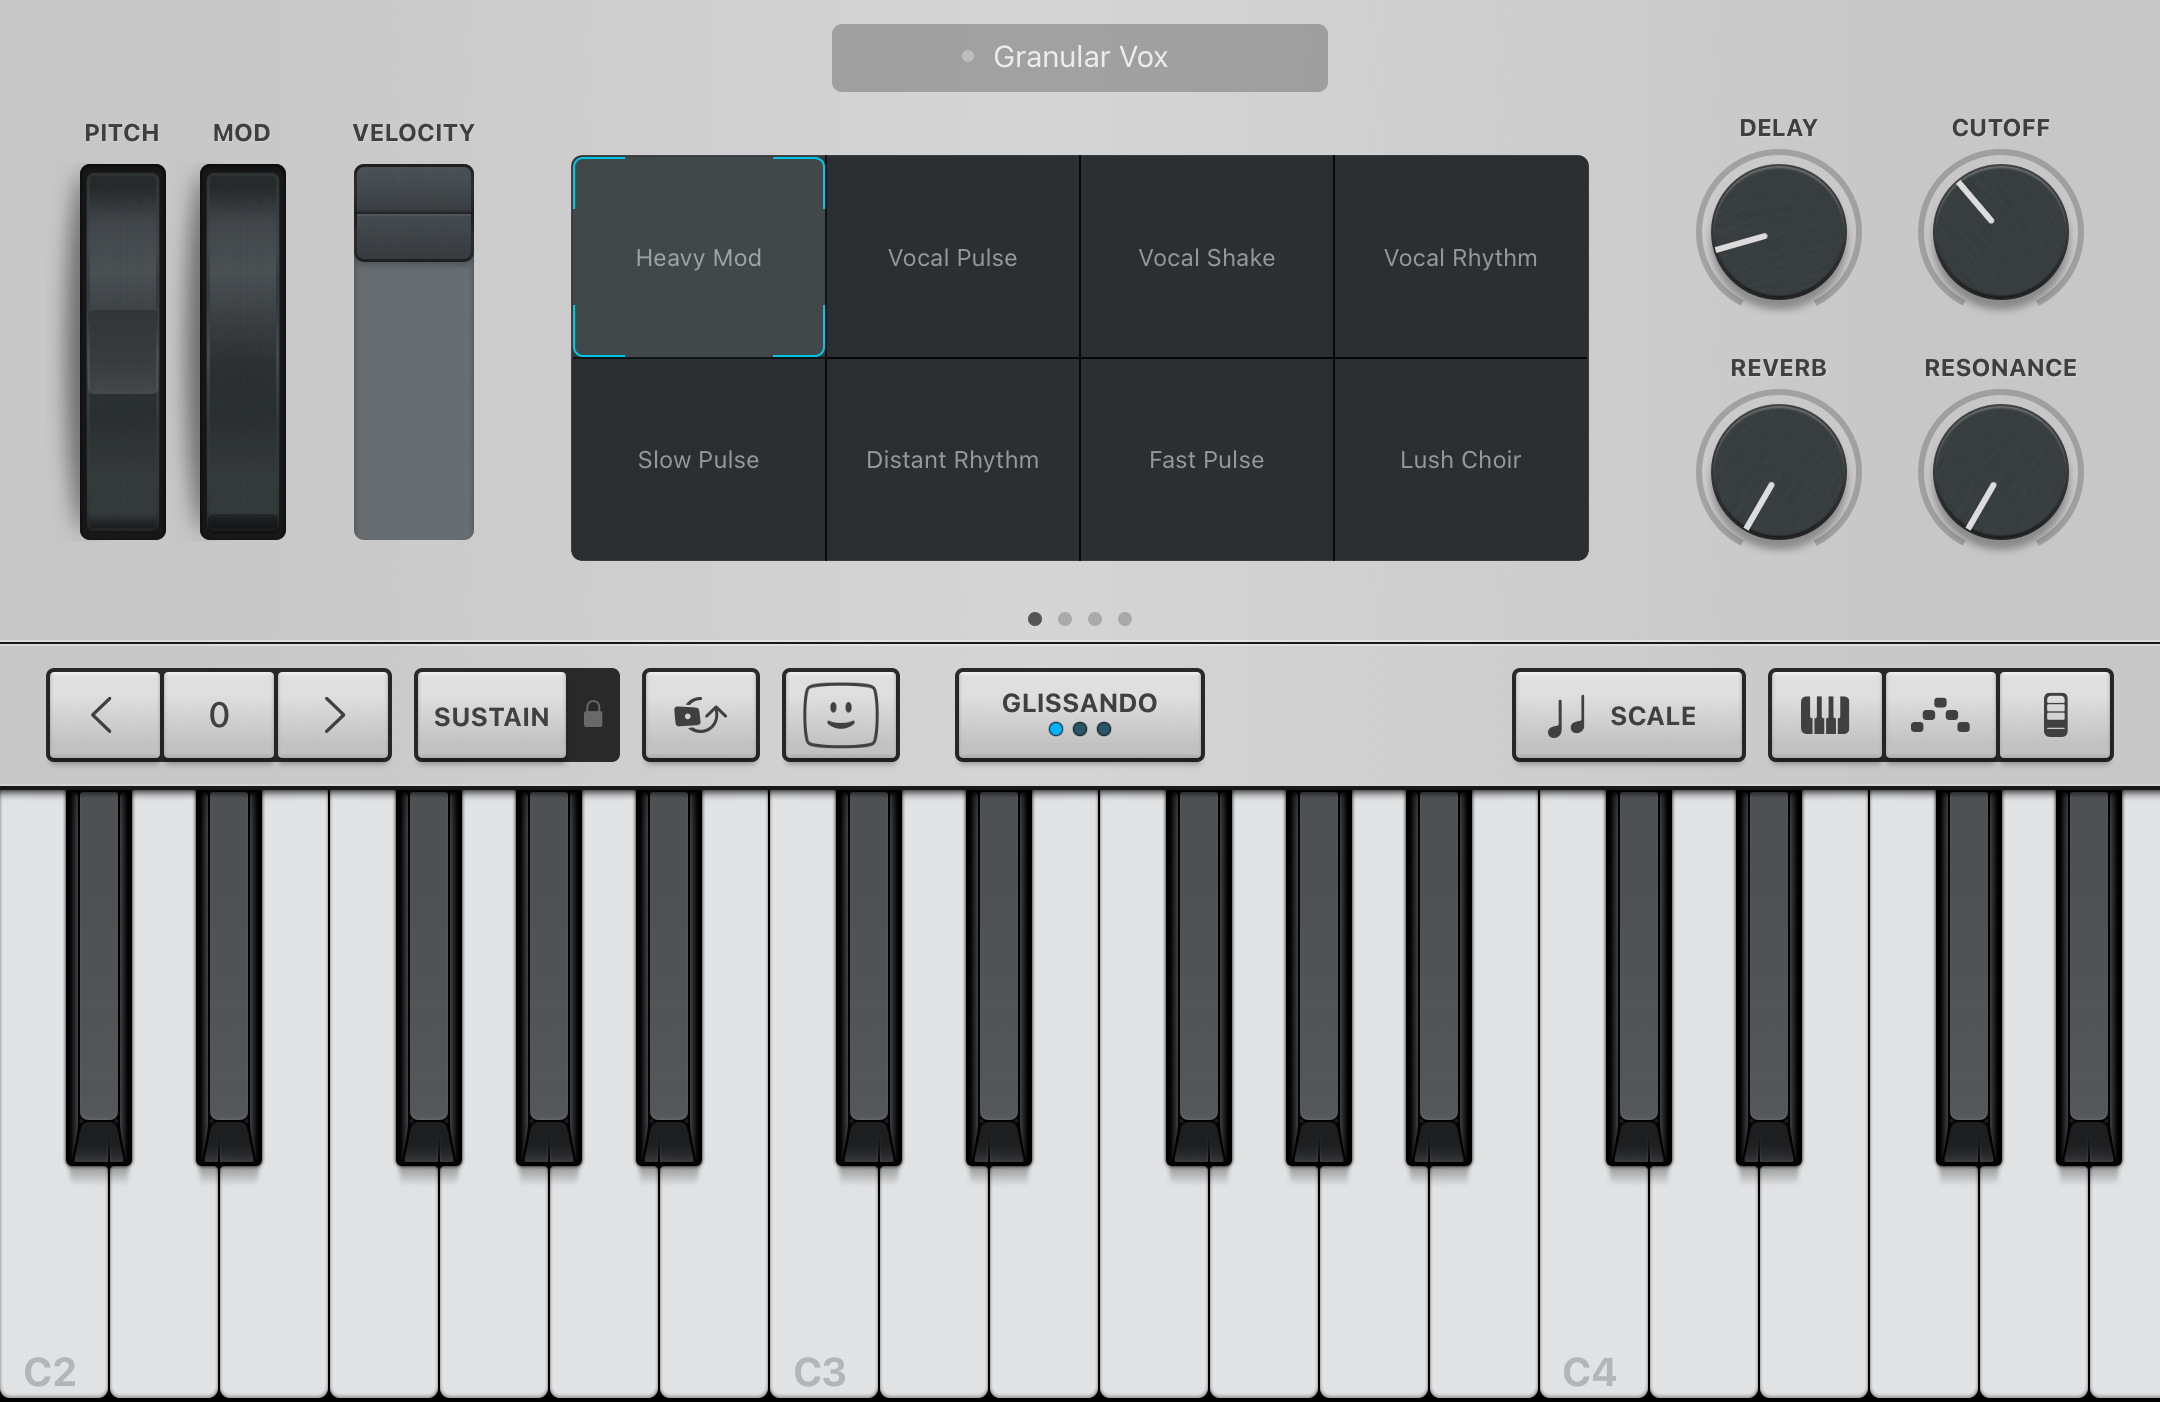 Granular Vox
PITCH
MOD
VELOCITY
DELAY
CUTOFF
Heavy Mod
Vocal Pulse
Vocal Shake
Vocal Rhythm
REVERB
RESONANCE
Slow Pulse
Distant Rhythm
Fast Pulse
Lush Choir
0
SUSTAIN
GLISSANDO
SCALE
C2
C3
C4